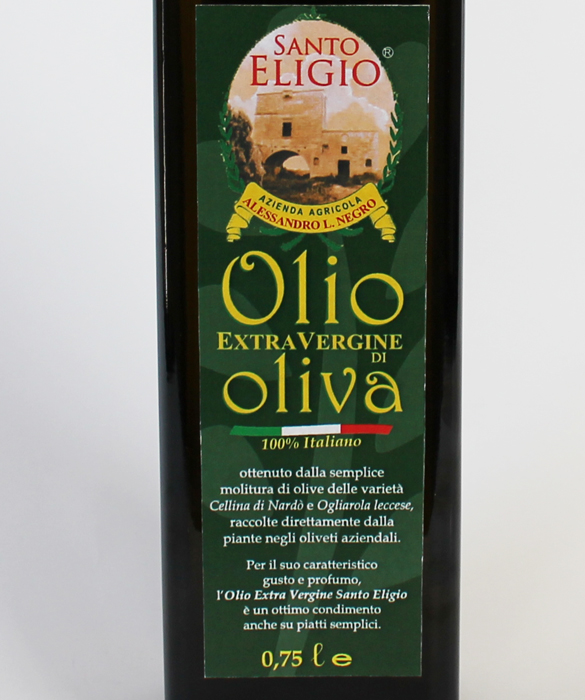 SANTO
ELIGIO®
AZIENDA AGRICOLA
ALESSANDRO L. NEGRO
Olio
EXTRAVERGINE
DI
oliva
100% Italiano
ottenuto dalla semplice
molitura di olive delle varietà
Cellina di Nardò e Ogliarola leccese,
raccolte direttamente dalla
piante negli oliveti aziendali.
Per il suo caratteristico
gusto e profumo,
l'Olio Extra Vergine Santo Eligio
è un ottimo condimento
anche su piatti semplici.
0,75 ℓ ℮